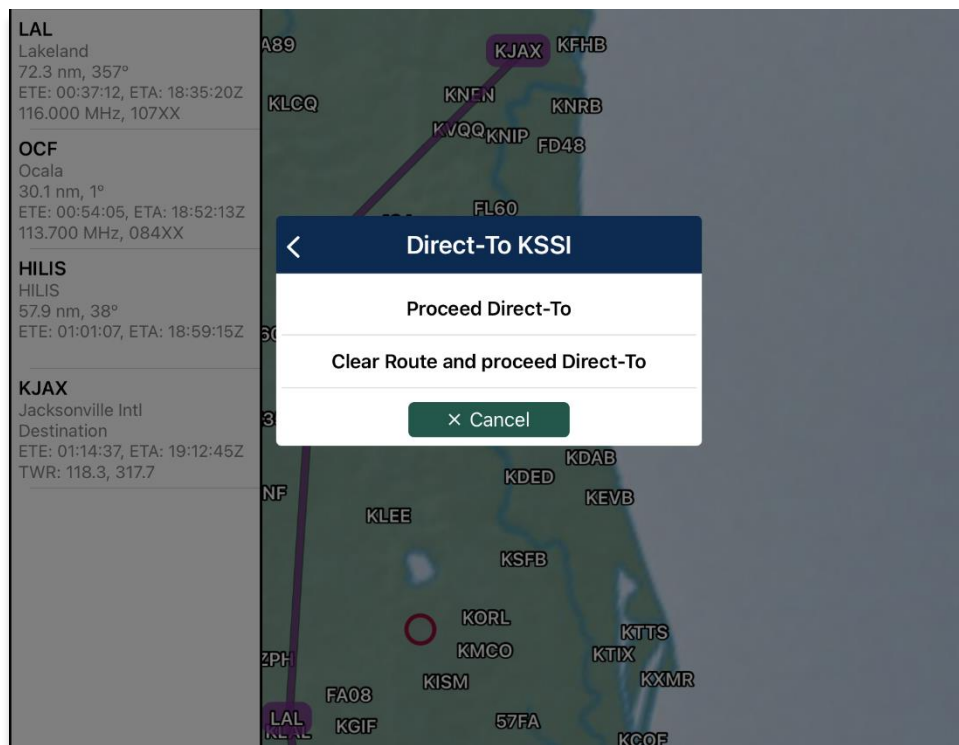 LAL
Lakeland
72.3 nm, 357°
ETE: 00:37:12, ETA: 18:35:20Z
116.000 MHz, 107XX
OCF
Ocala
30.1 nm, 1°
ETE: 00:54:05, ETA: 18:52:13Z
113.700 MHz, 084XX
HILIS
HILIS
57.9 nm, 38°
ETE: 01:01:07, ETA: 18:59:15Z
KJAX
Jacksonville Intl
Destination
ETE: 01:14:37, ETA: 19:12:45Z
TWR: 118.3, 317.7
A89
KJAX
KFHB
KLCQ
KNEN
KNRB
KVQQ
KNIP
FD48
FL60
Direct-To KSSI
Proceed Direct-To
Clear Route and proceed Direct-To
× Cancel
KDAB
KDED
NF
KEVB
KLEE
KSFB
KORL
KTTS
ZPH
KMCO
KTIX
KISM
KXMR
FA08
LAL
KGIF
57FA
KLAL
KCOF